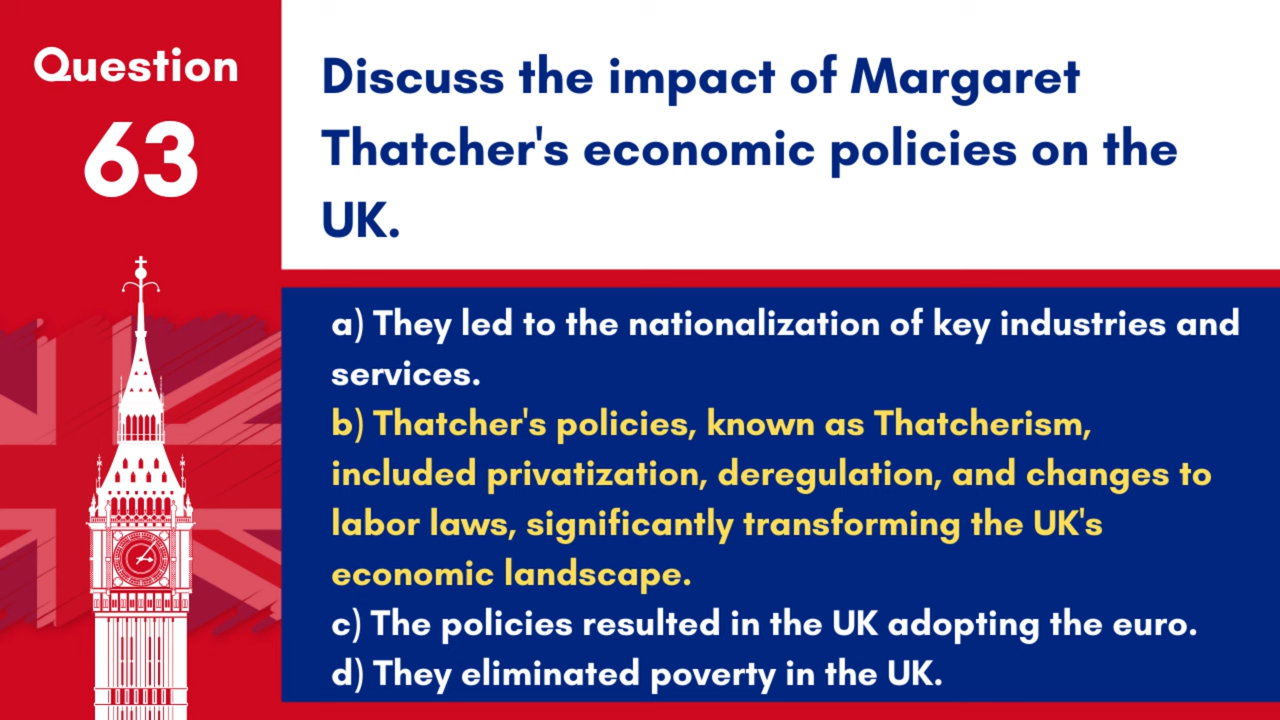 Question
63
Discuss the impact of Margaret
Thatcher's economic policies on the
UK.
a) They led to the nationalization of key industries and
services.
b) Thatcher's policies, known as Thatcherism,
included privatization, deregulation, and changes to
labor laws, significantly transforming the UK's
economic landscape.
c) The policies resulted in the UK adopting the euro.
d) They eliminated poverty in the UK.